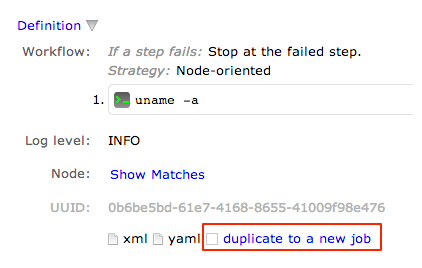 Definition
Workflow: If a step fails: Stop at the failed step.
Strategy: Node-oriented
1. uname -a
Log level: INFO
Node: Show Matches
UUID: 0b6be5bd-61e7-4168-8655-41009f98e476
xml yaml duplicate to a new job